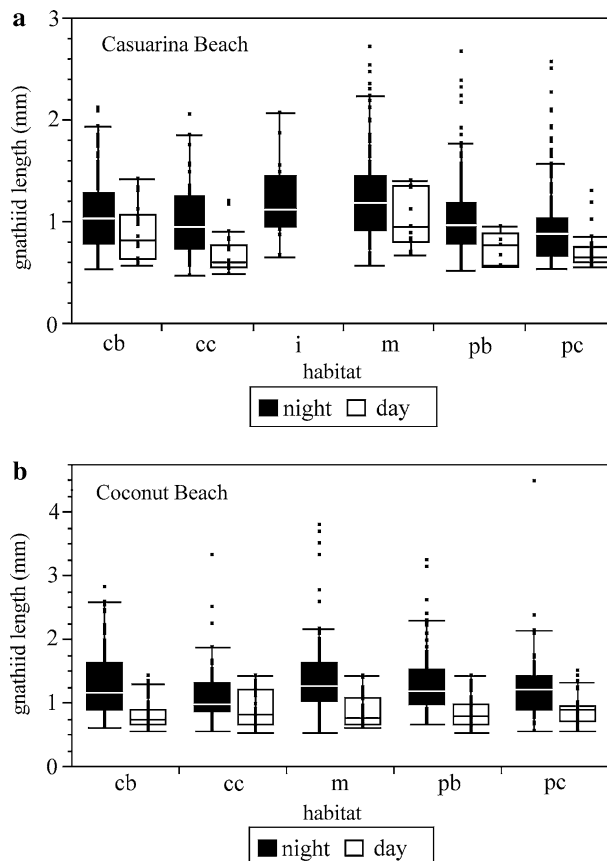 a
Casuarina Beach
gnathiid length (mm)
3
2
1
0
cb cc i m pb pc
habitat
night day
b
Coconut Beach
gnathiid length (mm)
4
3
2
1
0
cb cc m pb pc
habitat
night day